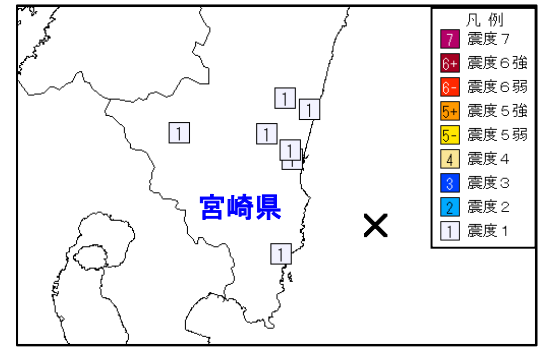 凡 例
7 震度７
6+ 震度６強
6- 震度６弱
5+ 震度５強
5- 震度５弱
4 震度４
3 震度３
2 震度２
1 震度１
1
1
1
1
1
宮崎県
1